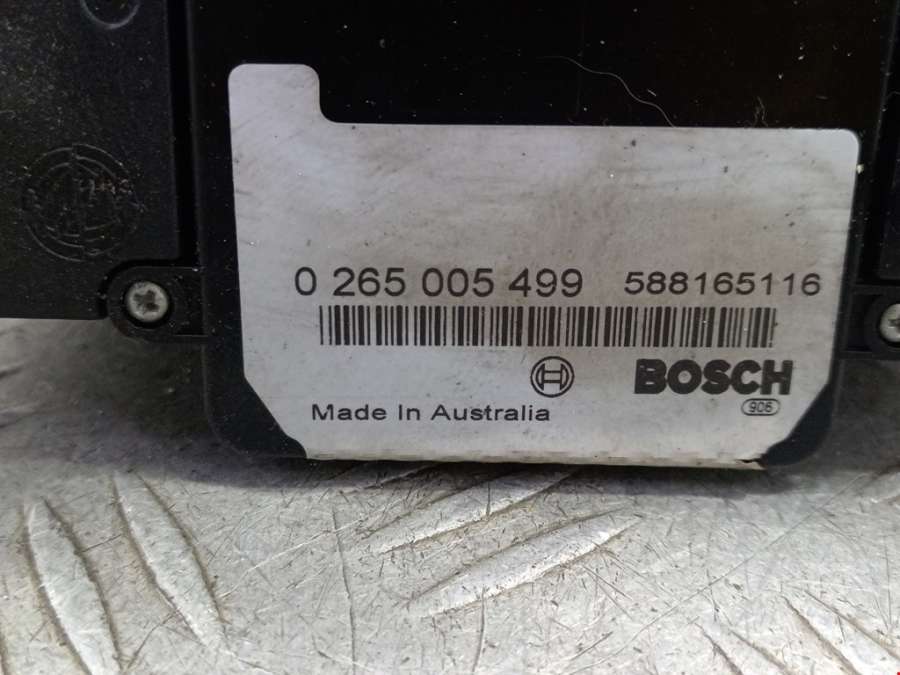 0 265 005 499 588165116
BOSCH
906
Made In Australia